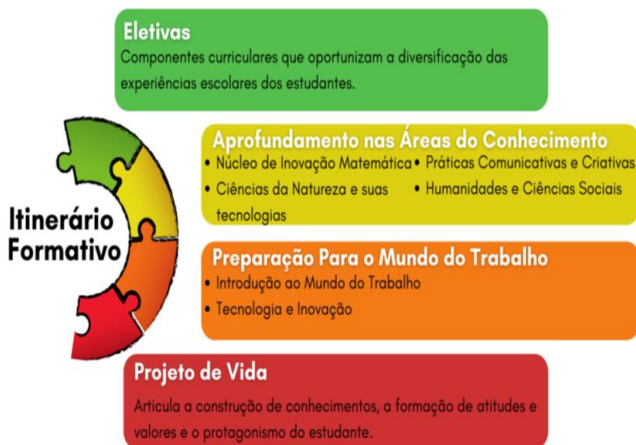 Eletivas
Componentes curriculares que oportunizam a diversificação das
experiências escolares dos estudantes.
Aprofundamento nas Áreas do Conhecimento
• Núcleo de Inovação Matemática • Práticas Comunicativas e Criativas
• Ciências da Natureza e suas • Humanidades e Ciências Sociais
tecnologias
Itinerário
Formativo
Preparação Para o Mundo do Trabalho
• Introdução ao Mundo do Trabalho
• Tecnologia e Inovação
Projeto de Vida
Articula a construção de conhecimentos, a formação de atitudes e
valores e o protagonismo do estudante.